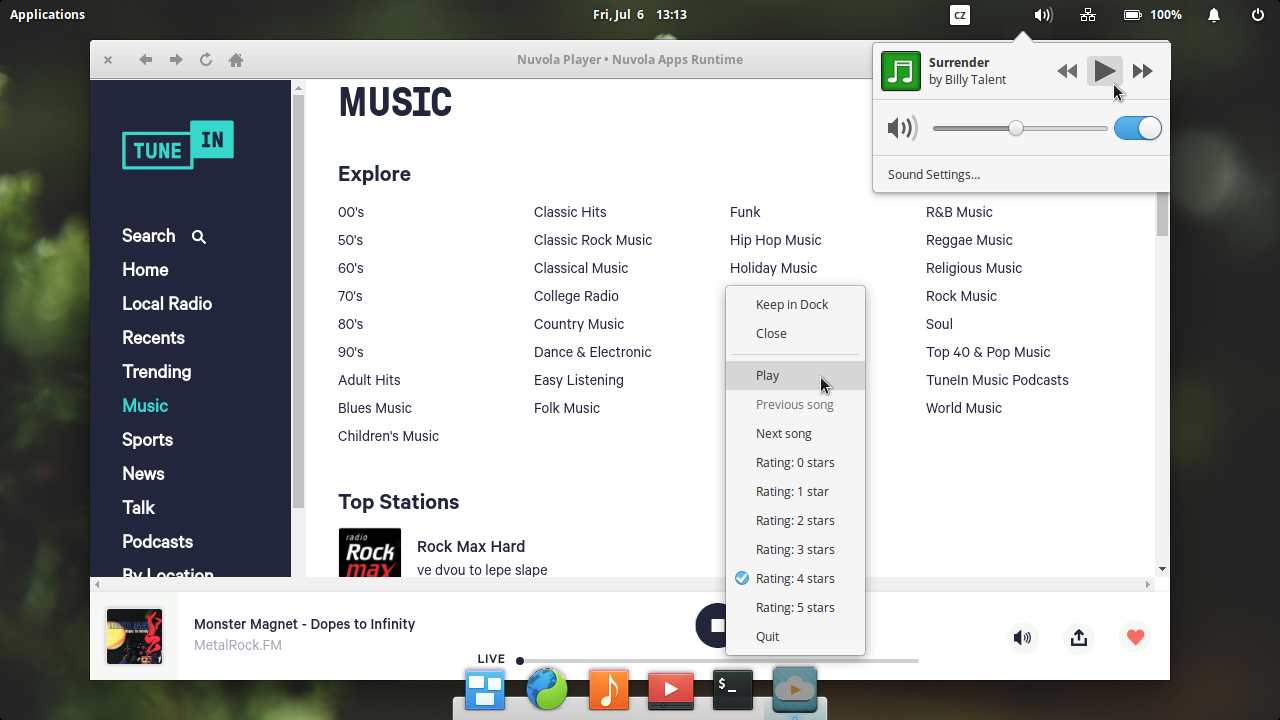 Applications
Fri, Jul 6 13:13
cz
100%
Nuvola Player • Nuvola Apps Runtime
Surrender
by Billy Talent
Sound Settings...
TUNE IN
Search
Home
Local Radio
Recents
Trending
Music
Sports
News
Talk
Podcasts
By Location
MUSIC
Explore
00's
50's
60's
70's
80's
90's
Adult Hits
Blues Music
Children's Music
Classic Hits
Classic Rock Music
Classical Music
College Radio
Country Music
Dance & Electronic
Easy Listening
Folk Music
Funk
Hip Hop Music
Holiday Music
R&B Music
Reggae Music
Religious Music
Rock Music
Soul
Top 40 & Pop Music
TuneIn Music Podcasts
World Music
Top Stations
radio
Rock
max
Rock Max Hard
ve dvou to lepe slape
Keep in Dock
Close
Play
Previous song
Next song
Rating: 0 stars
Rating: 1 star
Rating: 2 stars
Rating: 3 stars
Rating: 4 stars
Rating: 5 stars
Quit
Monster Magnet - Dopes to Infinity
MetalRock.FM
LIVE
$_